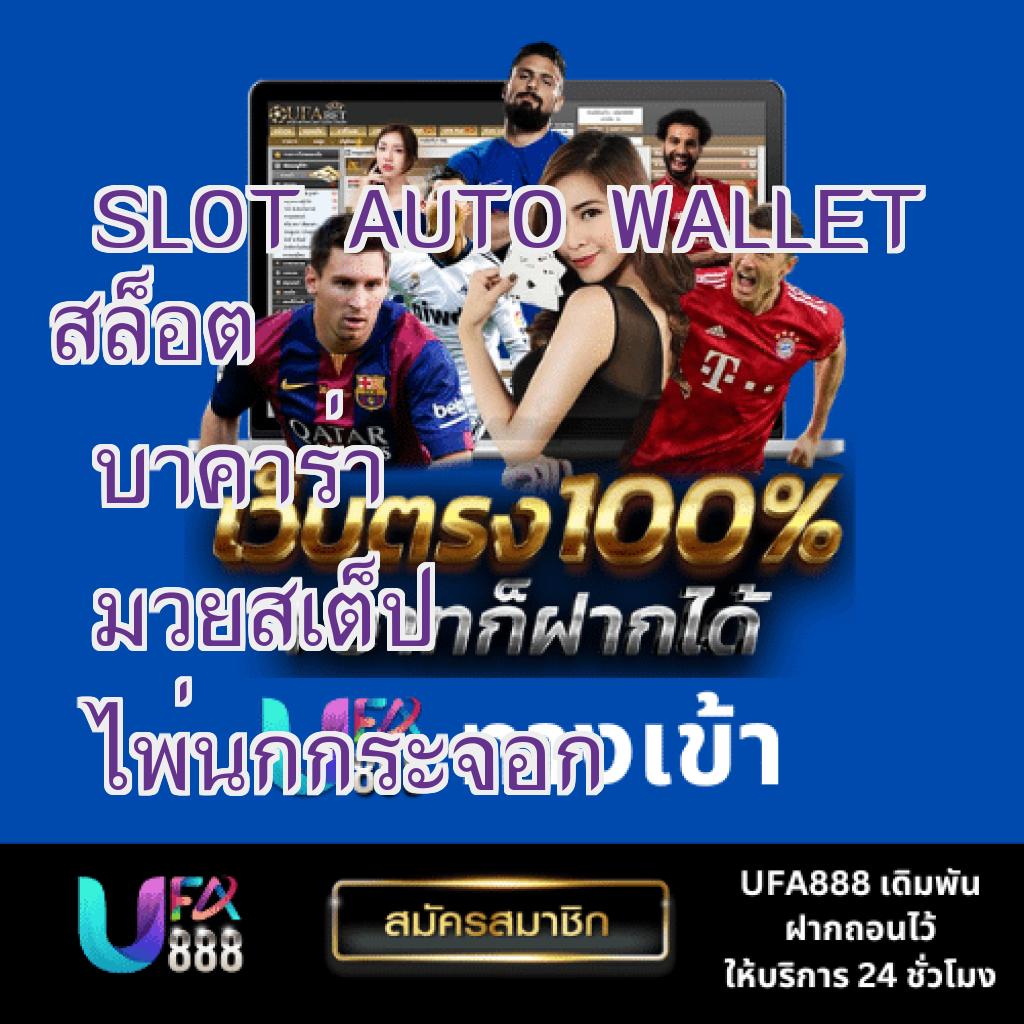 UFABET
SLOT AUTO WALLET
สล็อต
QATAR
บาคาร่า
เว็บตรง100%
มวยสเต็ป
ก็ฝากได้
ไพ่นกกระจอก
ทางเข้า
UFA
888
สมัครสมาชิก
UFA888 เดิมพัน
ฝากถอนไว้
ให้บริการ 24 ชั่วโมง